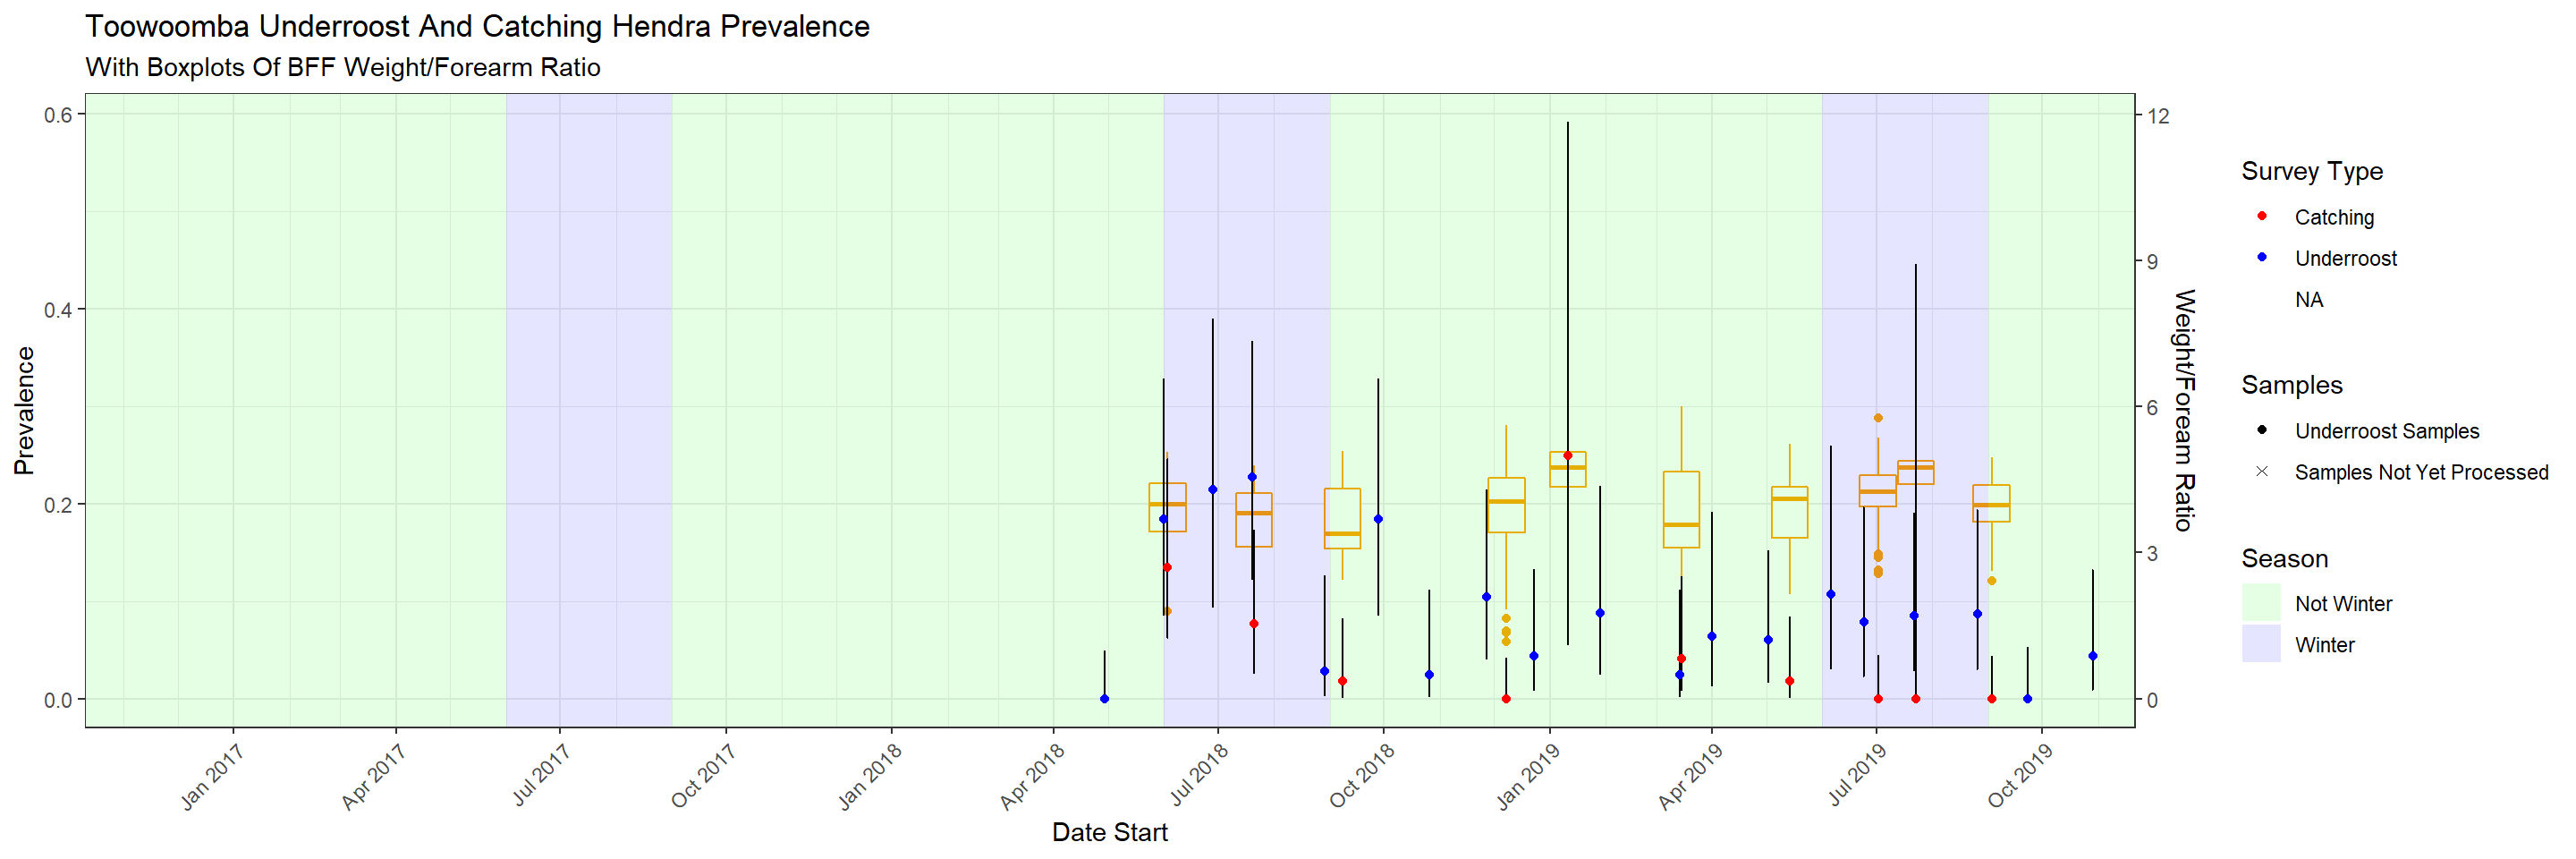 Toowoomba Underroost And Catching Hendra Prevalence
With Boxplots Of BFF Weight/Forearm Ratio
Prevalence
0.6
0.4
0.2
0.0
12
9
6
3
0
Weight/Forearm Ratio
Jan 2017
Apr 2017
Jul 2017
Oct 2017
Jan 2018
Apr 2018
Jul 2018
Oct 2018
Jan 2019
Apr 2019
Jul 2019
Oct 2019
Date Start
Survey Type
Catching
Underroost
NA
Samples
Underroost Samples
Samples Not Yet Processed
Season
Not Winter
Winter